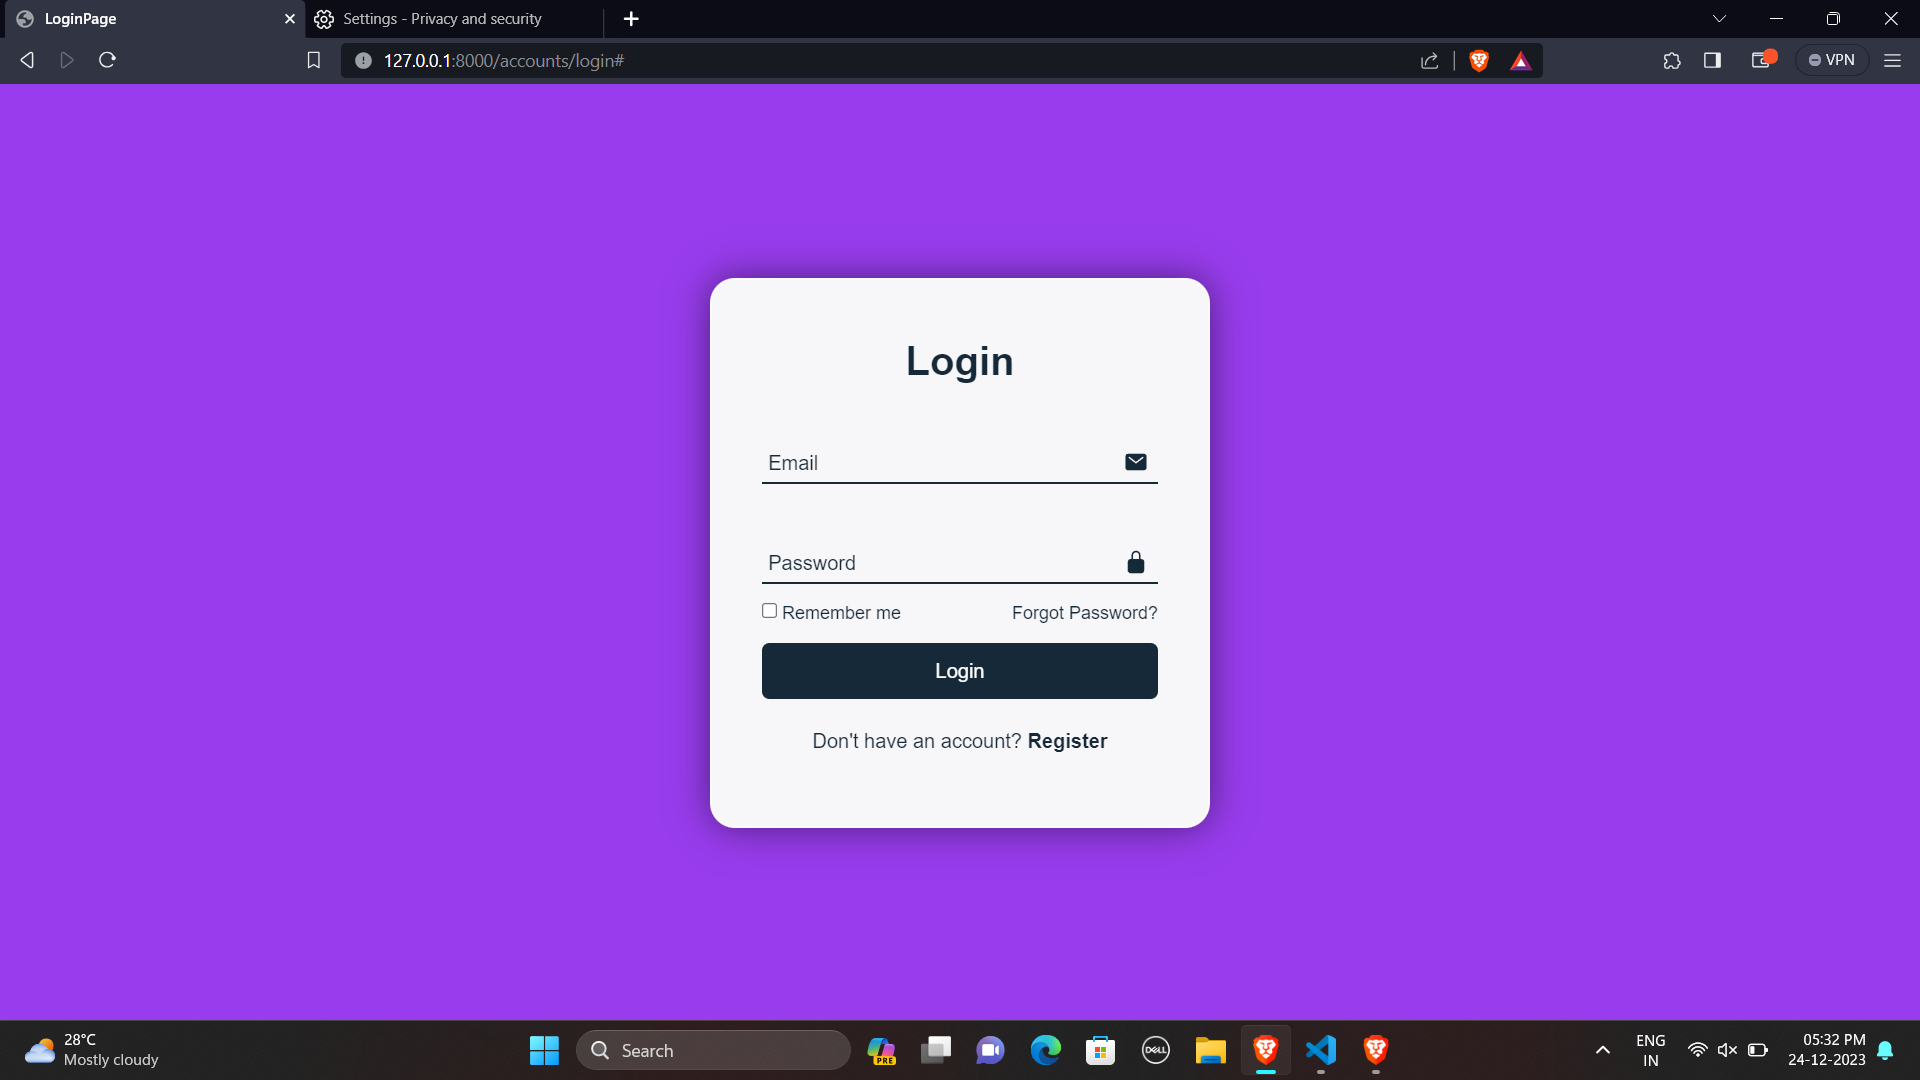 LoginPage
Settings - Privacy and security
127.0.0.1:8000/accounts/login#
VPN
Login
Email
Password
Remember me Forgot Password?
Login
Don't have an account? Register
28°C
Mostly cloudy
Search
PRE
DELL
ENG
IN
05:32 PM
24-12-2023